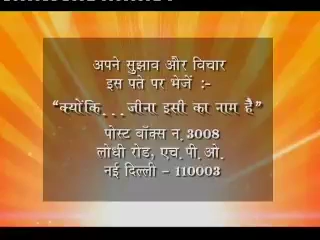 अपने सुझाव और विचार
इस पते पर भेजें :-
“क्योंकि...जीना इसी का नाम है”
पोस्ट बॉक्स न.3008
लोधी रोड, एच.पी.ओ.
नई दिल्ली - 110003